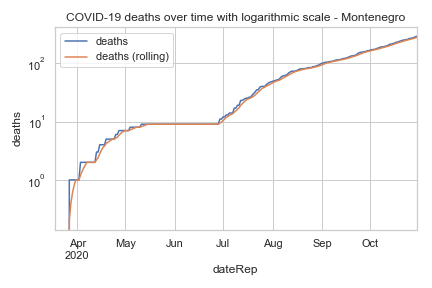 COVID-19 deaths over time with logarithmic scale - Montenegro
deaths
deaths (rolling)
deaths
10²
10¹
10⁰
Apr May Jun Jul Aug Sep Oct
2020
dateRep